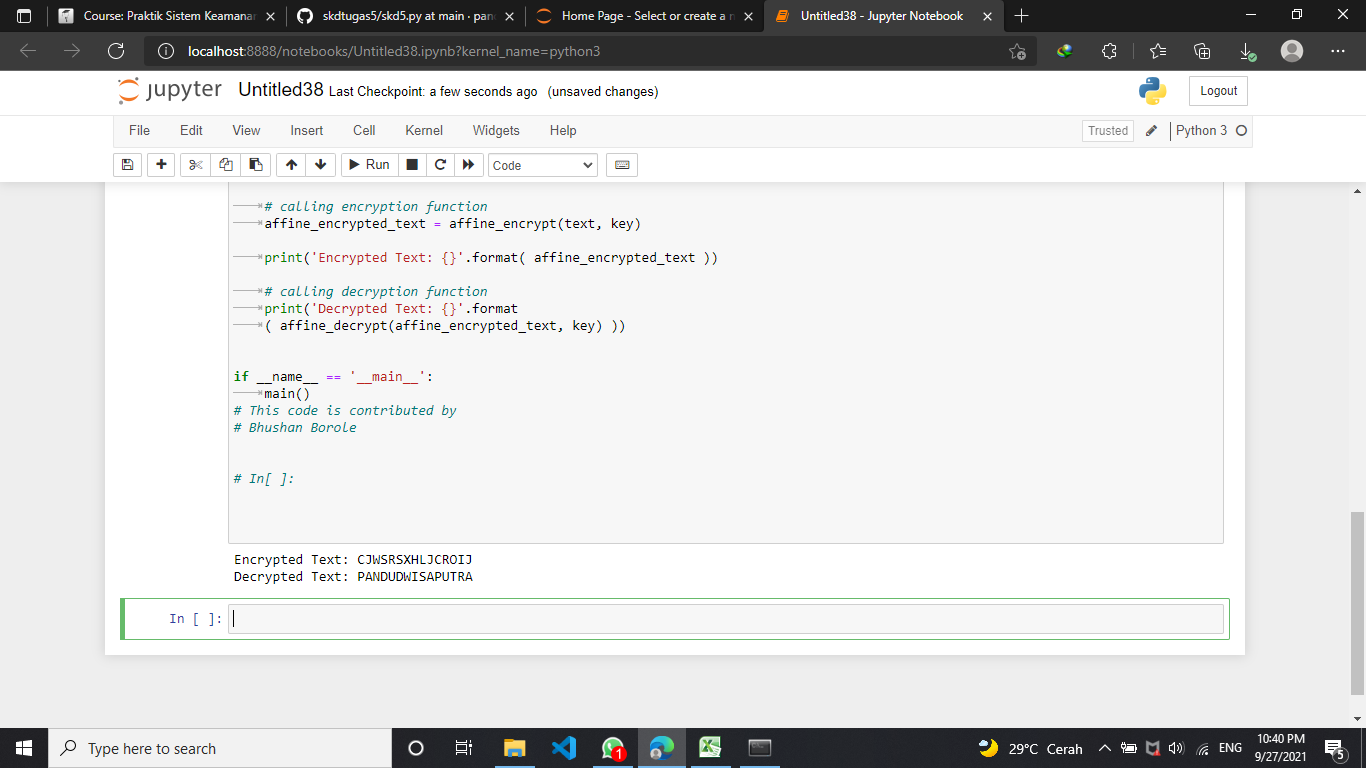 Course: Praktik Sistem Keamanan
skdtugas5/skd5.py at main · pan
Home Page - Select or create a n
Untitled38 - Jupyter Notebook
localhost:8888/notebooks/Untitled38.ipynb?kernel_name=python3
jupyter Untitled38 Last Checkpoint: a few seconds ago (unsaved changes)
Logout
File Edit View Insert Cell Kernel Widgets Help
Trusted Python 3
Run Code
# calling encryption function
affine_encrypted_text = affine_encrypt(text, key)
print('Encrypted Text: {}'.format( affine_encrypted_text ))
# calling decryption function
print('Decrypted Text: {}'.format
( affine_decrypt(affine_encrypted_text, key) ))
if __name__ == '__main__':
main()
# This code is contributed by
# Bhushan Borole
# In[ ]:
Encrypted Text: CJWSRSXHLJCROIJ
Decrypted Text: PANDUDWISAPUTRA
In [ ]:
Type here to search
1
29°C Cerah
ENG
10:40 PM
9/27/2021
5